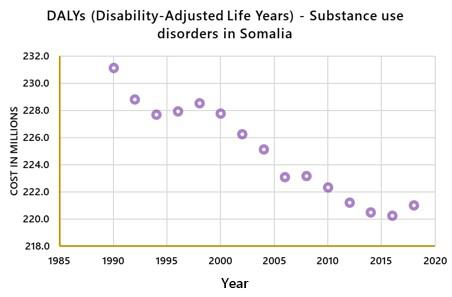 DALYs (Disability-Adjusted Life Years) - Substance use
disorders in Somalia
232.0
230.0
228.0
226.0
224.0
222.0
220.0
218.0
COST IN MILLIONS
1985 1990 1995 2000 2005 2010 2015 2020
Year